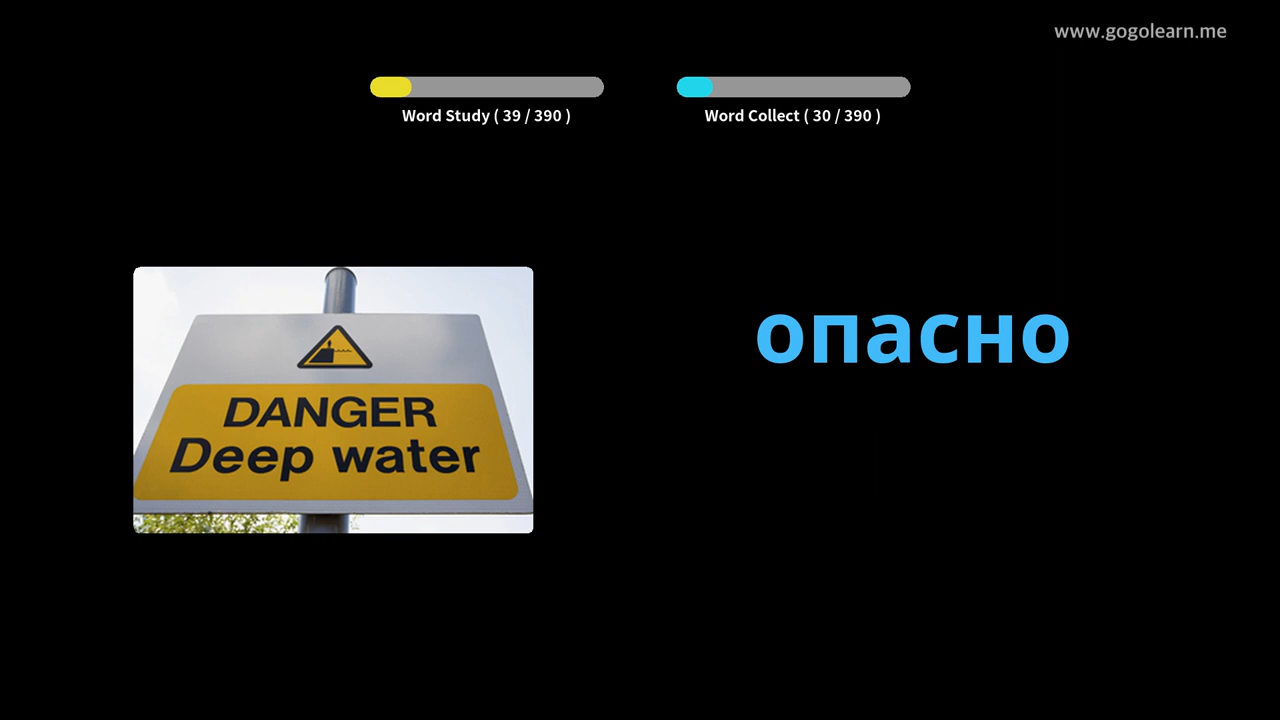 www.gogolearn.me
Word Study ( 39 / 390 )
Word Collect ( 30 / 390 )
DANGER
Deep water
опасно